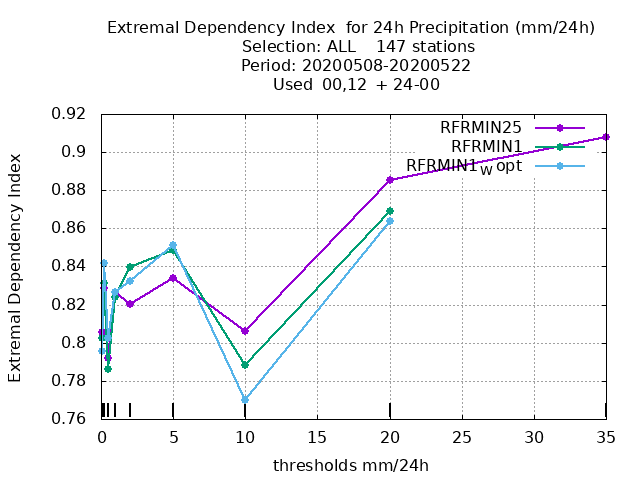 Extremal Dependency Index  for 24h Precipitation (mm/24h)
Selection: ALL    147 stations
Period: 20200508-20200522
Used  00,12  + 24-00
Extremal Dependency Index
0.92
0.9
0.88
0.86
0.84
0.82
0.8
0.78
0.76
RFRMIN25
RFRMIN1
RFRMIN1w opt
0 5 10 15 20 25 30 35
thresholds mm/24h